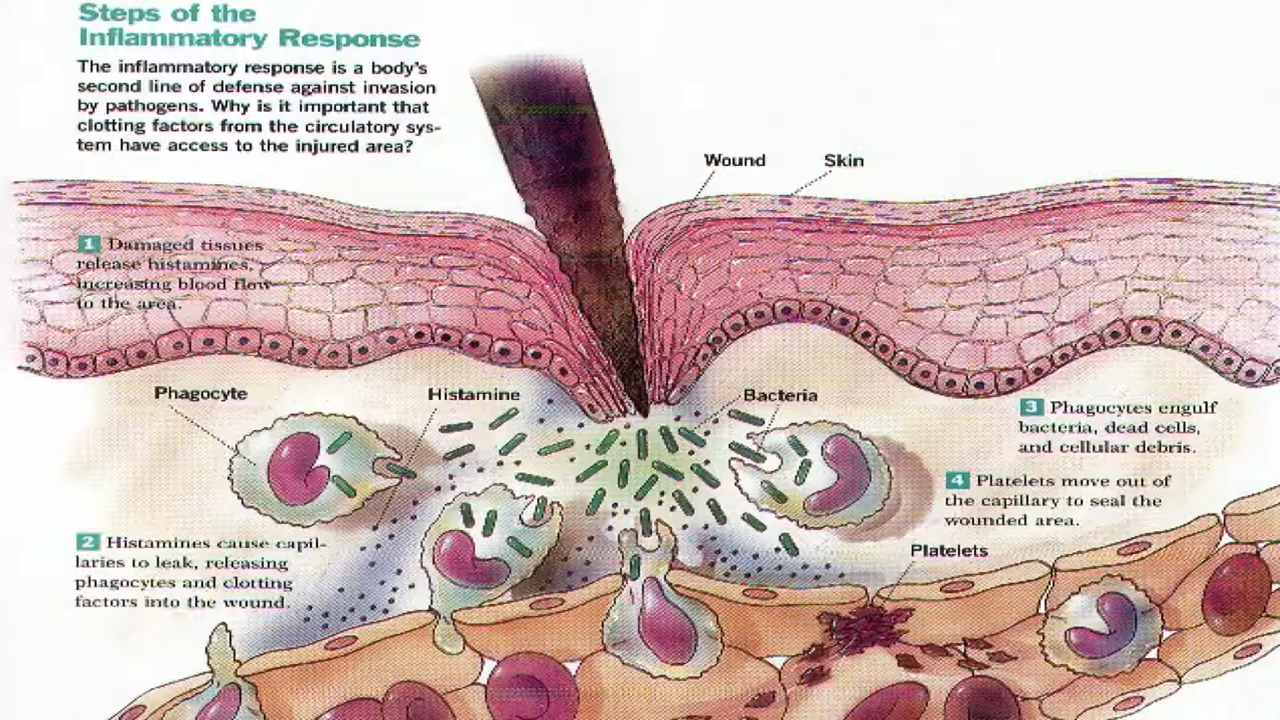 Steps of the
Inflammatory Response
The inflammatory response is a body's
second line of defense against invasion
by pathogens. Why is it important that
clotting factors from the circulatory sys-
tem have access to the injured area?
Wound
Skin
1 Damaged tissues
release histamines,
increasing blood flow
to the area.
Phagocyte
Histamine
Bacteria
3 Phagocytes engulf
bacteria, dead cells,
and cellular debris.
4 Platelets move out of
the capillary to seal the
wounded area.
2 Histamines cause capil-
laries to leak, releasing
phagocytes and clotting
factors into the wound.
Platelets